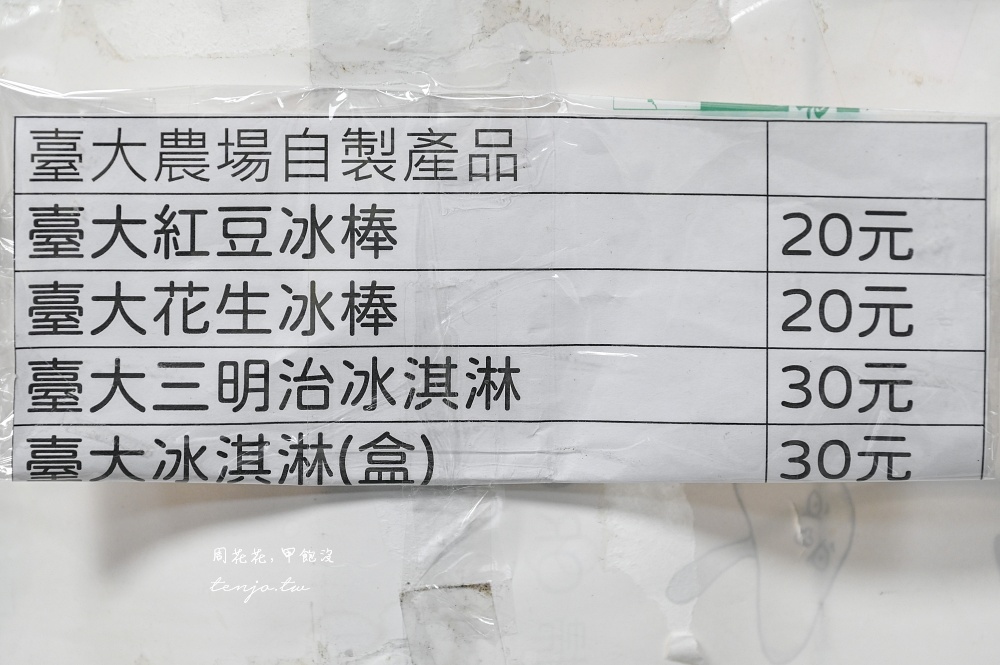 臺大農場自製產品
臺大紅豆冰棒 20元
臺大花生冰棒 20元
臺大三明治冰淇淋 30元
臺大冰淇淋(盒) 30元
周花花,甲飽沒
tenjo.tw